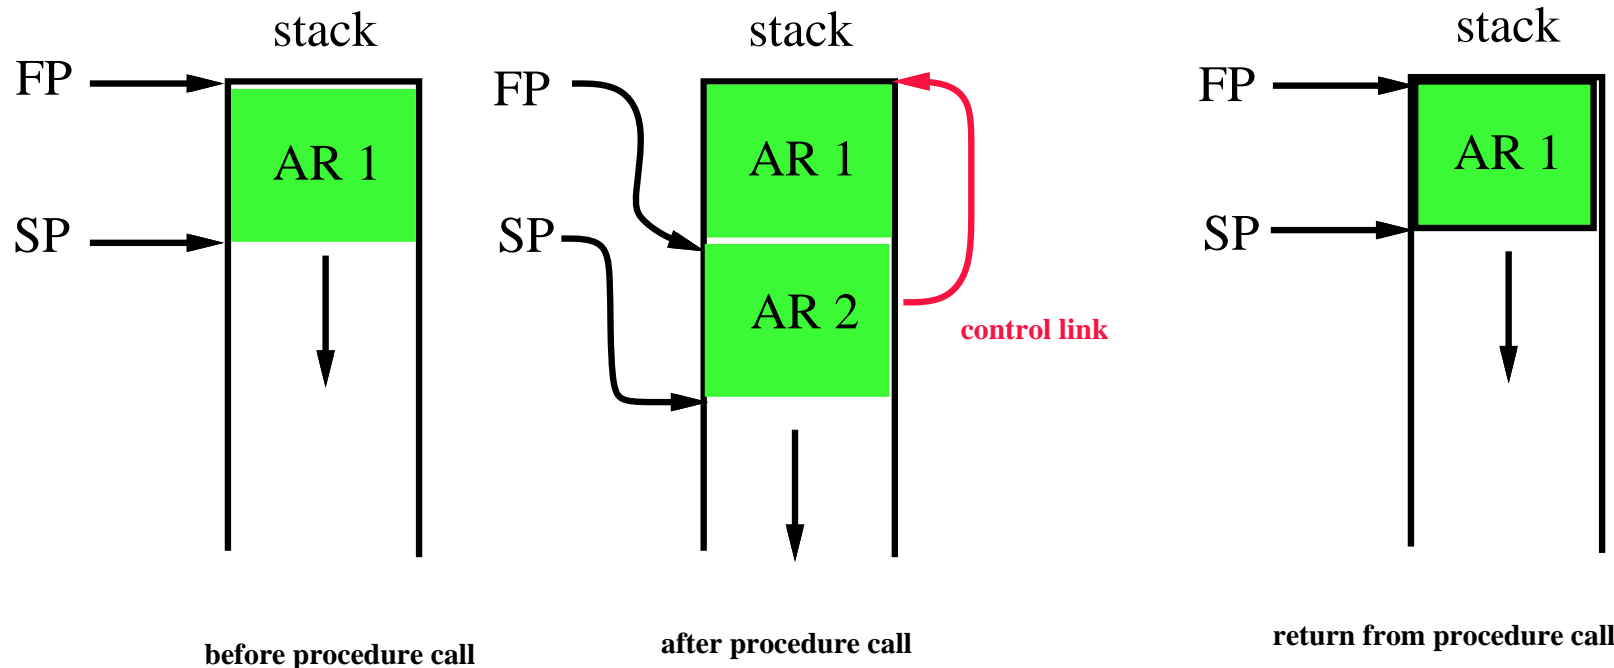 stack
FP
AR 1
SP
before procedure call
stack
FP
AR 1
SP
AR 2
control link
after procedure call
stack
FP
AR 1
SP
return from procedure call